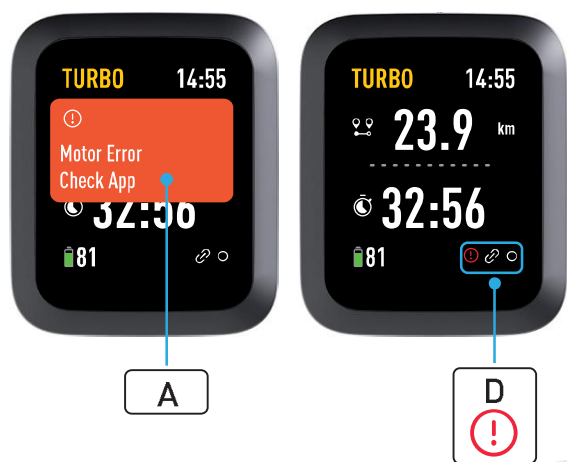 TURBO 14:55
Motor Error
Check App
32:56
81
A
TURBO 14:55
23.9 km
32:56
81
D